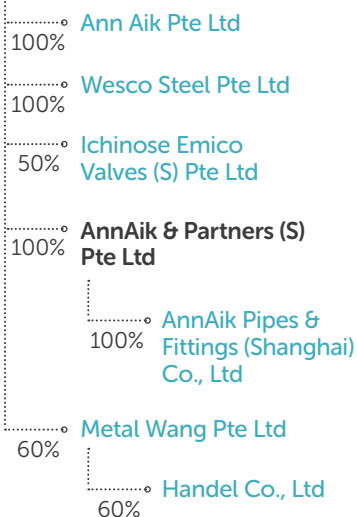 Ann Aik Pte Ltd
100%
Wesco Steel Pte Ltd
100%
Ichinose Emico
Valves (S) Pte Ltd
50%
AnnAik & Partners (S)
Pte Ltd
100%
AnnAik Pipes &
Fittings (Shanghai)
Co., Ltd
100%
Metal Wang Pte Ltd
60%
Handel Co., Ltd
60%